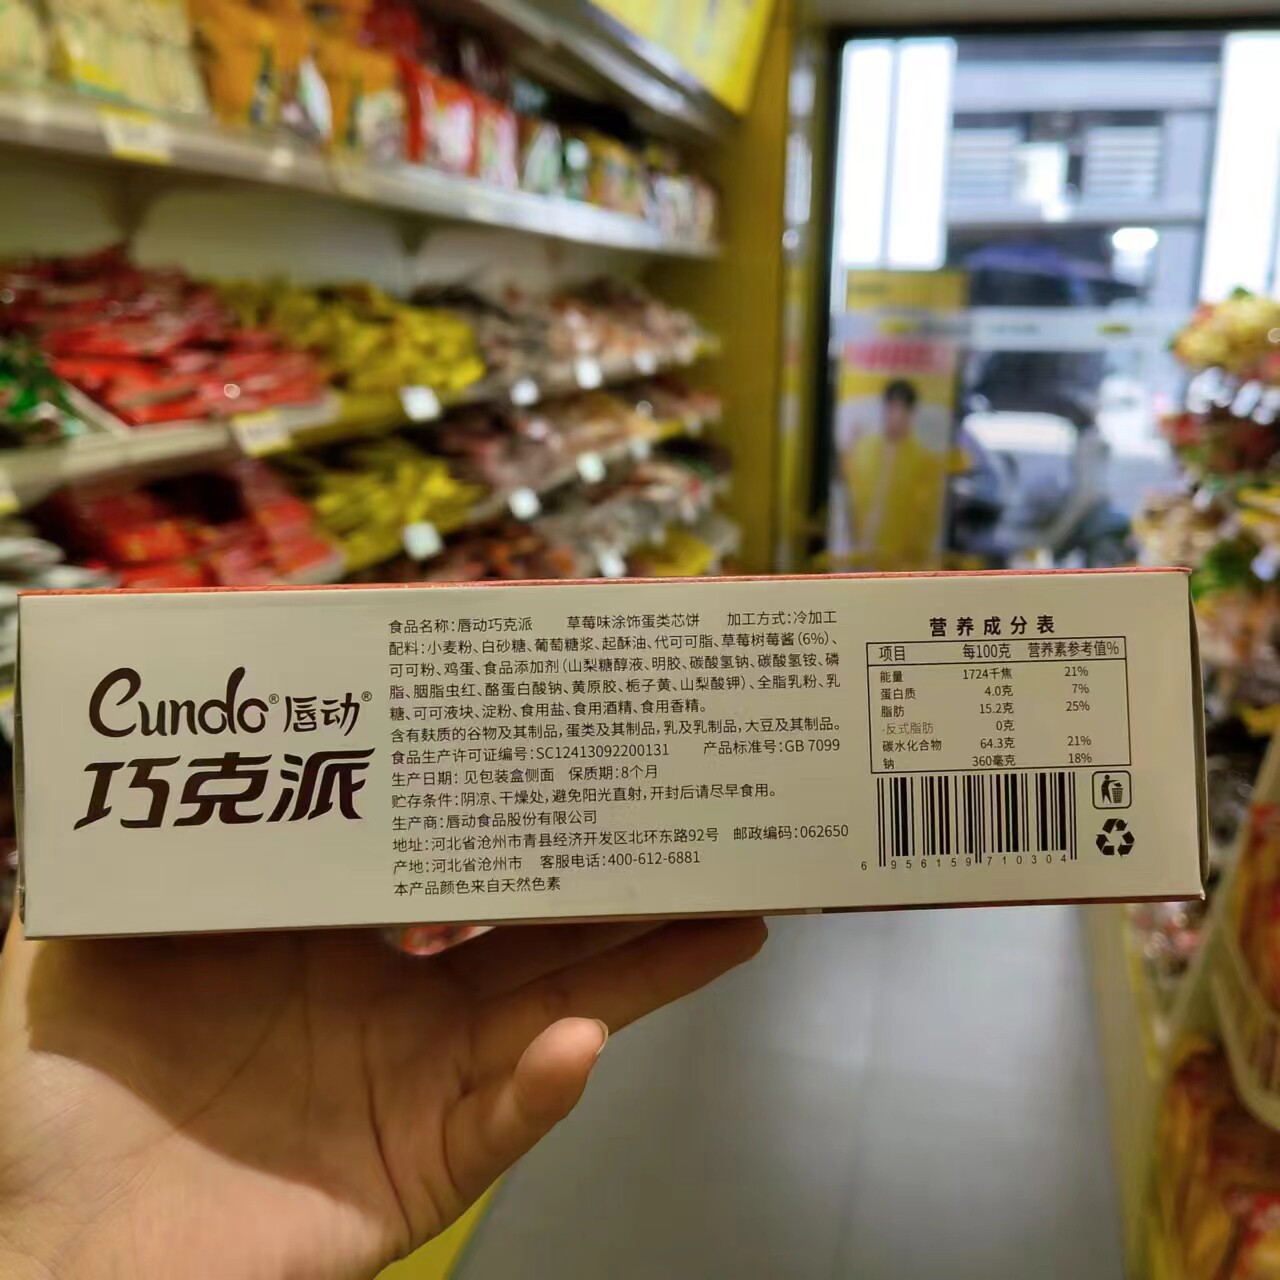 Cundo® 唇动®
巧克派
食品名称:唇动巧克派 草莓味涂饰蛋类芯饼 加工方式:冷加工
配料:小麦粉、白砂糖、葡萄糖浆、起酥油、代可可脂、草莓树莓酱(6%)、
可可粉、鸡蛋、食品添加剂(山梨糖醇液、明胶、碳酸氢钠、碳酸氢铵、磷
脂、胭脂虫红、酪蛋白酸钠、黄原胶、栀子黄、山梨酸钾)、全脂乳粉、乳
糖、可可液块、淀粉、食用盐、食用酒精、食用香精。
含有麸质的谷物及其制品,蛋类及其制品,乳及乳制品,大豆及其制品。
食品生产许可证编号:SC12413092200131 产品标准号:GB 7099
生产日期:见包装盒侧面 保质期:8个月
贮存条件:阴凉、干燥处,避免阳光直射,开封后请尽早食用。
生产商:唇动食品股份有限公司
地址:河北省沧州市青县经济开发区北环东路92号 邮政编码:062650
产地:河北省沧州市 客服电话:400-612-6881
本产品颜色来自天然色素
营养成分表
项目 每100克 营养素参考值%
能量 1724千焦 21%
蛋白质 4.0克 7%
脂肪 15.2克 25%
-反式脂肪 0克
碳水化合物 64.3克 21%
钠 360毫克 18%
6 956159 710304